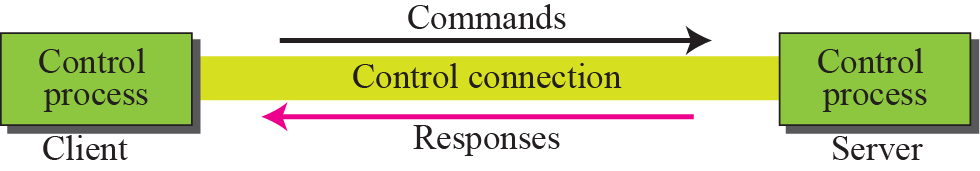 Commands
Control
process
Control connection
Control
process
Responses
Client
Server